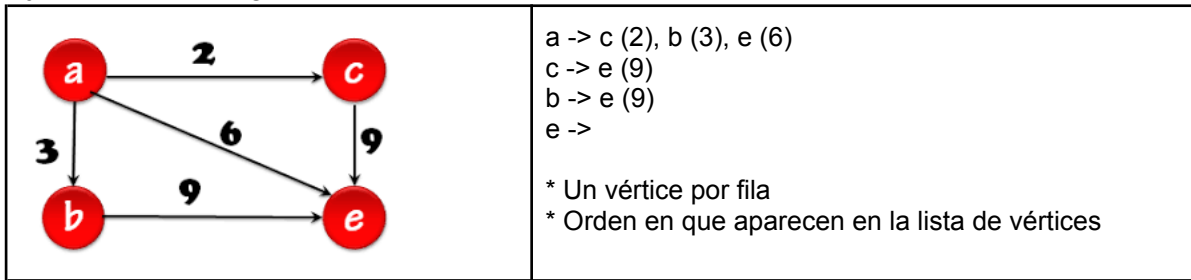 a
2
c
6
3
9
9
b
e
a -> c (2), b (3), e (6)
c -> e (9)
b -> e (9)
e ->
* Un vértice por fila
* Orden en que aparecen en la lista de vértices